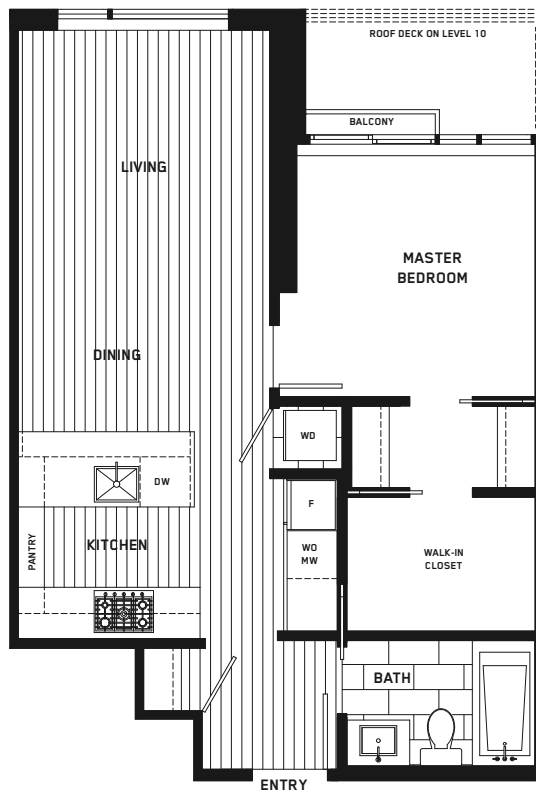 ROOF DECK ON LEVEL 10
BALCONY
LIVING
MASTER
BEDROOM
DINING
WD
DW
F
PANTRY
KITCHEN
WO
MW
WALK-IN
CLOSET
BATH
ENTRY